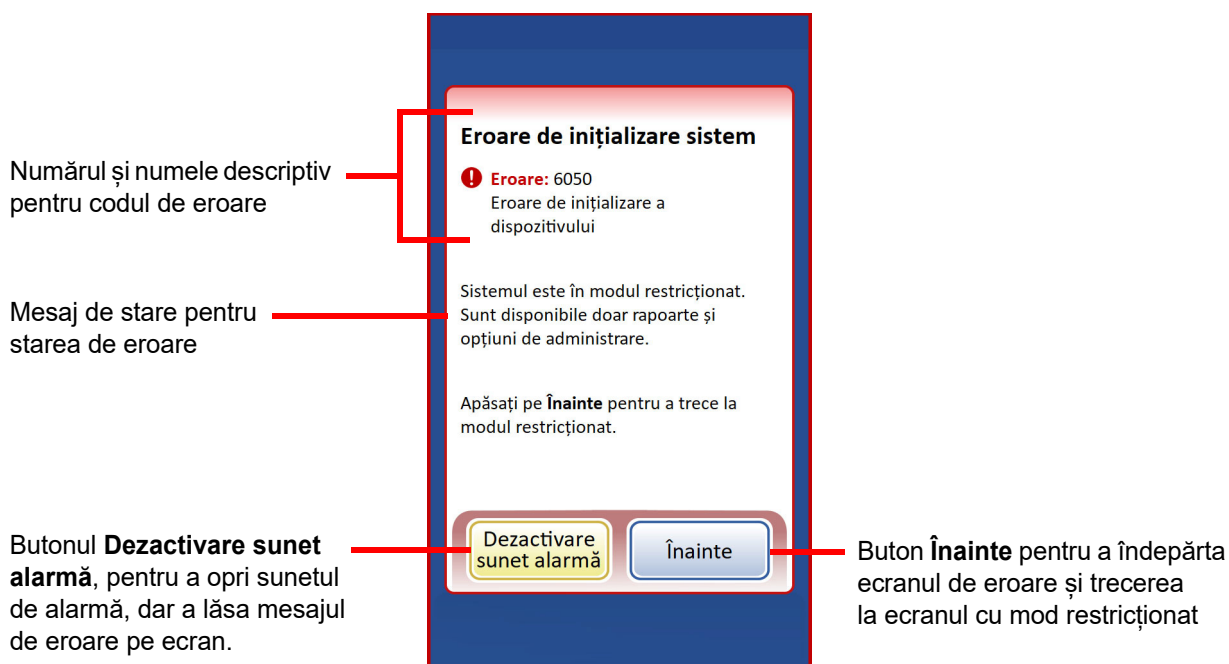 Numărul și numele descriptiv
pentru codul de eroare
Mesaj de stare pentru
starea de eroare
Butonul Dezactivare sunet
alarmă, pentru a opri sunetul
de alarmă, dar a lăsa mesajul
de eroare pe ecran.
Eroare de inițializare sistem
Eroare: 6050
Eroare de inițializare a
dispozitivului
Sistemul este în modul restricționat.
Sunt disponibile doar rapoarte și
opțiuni de administrare.
Apăsați pe Înainte pentru a trece la
modul restricționat.
Dezactivare
sunet alarmă
Înainte
Buton Înainte pentru a îndepărta
ecranul de eroare și trecerea
la ecranul cu mod restricționat